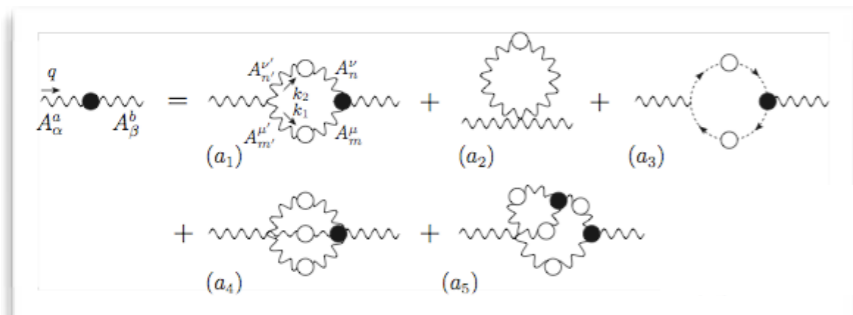 q
A^a_α A^b_β = A^{ν'}_{n'} A^ν_n k_2 k_1 A^{μ'}_{m'} A^μ_m (a_1) + (a_2) + (a_3)
+ (a_4) + (a_5)